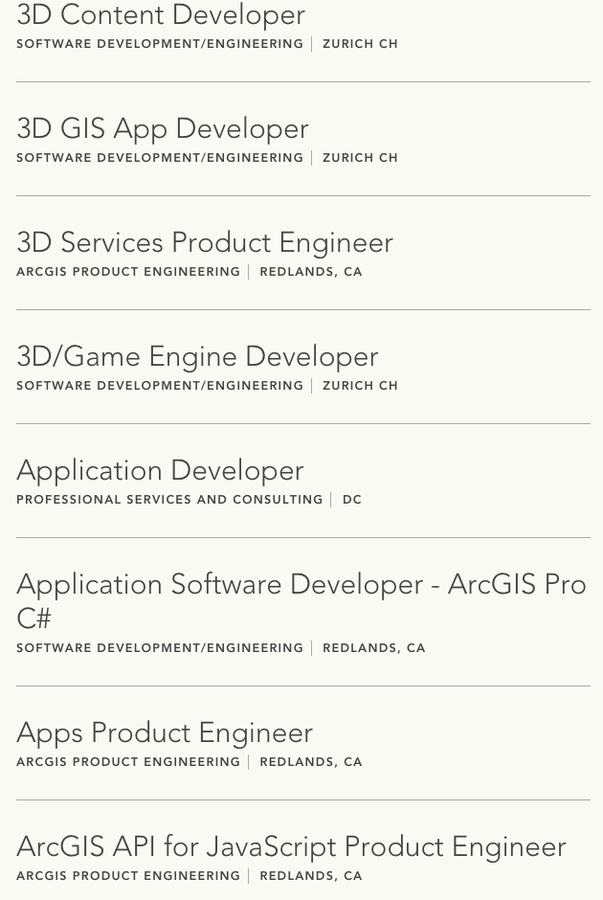 3D Content Developer
SOFTWARE DEVELOPMENT/ENGINEERING | ZURICH CH
3D GIS App Developer
SOFTWARE DEVELOPMENT/ENGINEERING | ZURICH CH
3D Services Product Engineer
ARCGIS PRODUCT ENGINEERING | REDLANDS, CA
3D/Game Engine Developer
SOFTWARE DEVELOPMENT/ENGINEERING | ZURICH CH
Application Developer
PROFESSIONAL SERVICES AND CONSULTING | DC
Application Software Developer - ArcGIS Pro
C#
SOFTWARE DEVELOPMENT/ENGINEERING | REDLANDS, CA
Apps Product Engineer
ARCGIS PRODUCT ENGINEERING | REDLANDS, CA
ArcGIS API for JavaScript Product Engineer
ARCGIS PRODUCT ENGINEERING | REDLANDS, CA